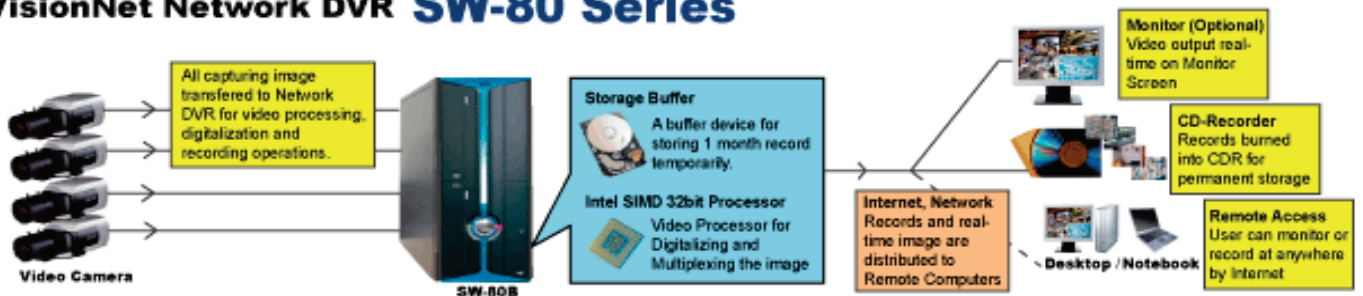 VisionNet Network DVR SW-80 Series
All capturing image
transfered to Network
DVR for video processing,
digitalization and
recording operations.
Video Camera
SW-80B
Storage Buffer
A buffer device for
storing 1 month record
temporarily.
Intel SIMD 32bit Processor
Video Processor for
Digitalizing and
Multiplexing the image
Internet, Network
Records and real-
time image are
distributed to
Remote Computers
Monitor (Optional)
Video output real-
time on Monitor
Screen
CD-Recorder
Records burned
into CDR for
permanent storage
Desktop /Notebook
Remote Access
User can monitor or
record at anywhere
by Internet